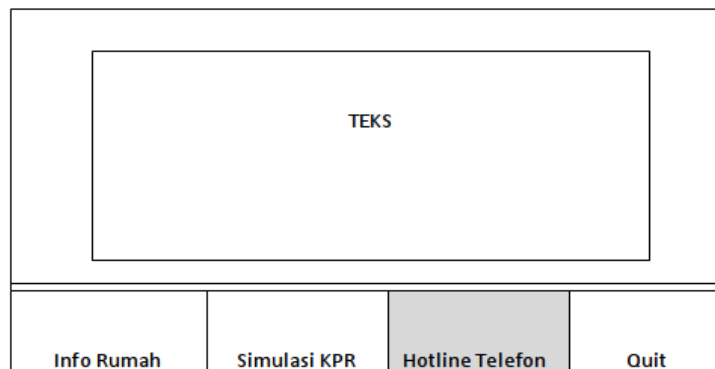 TEKS
Info Rumah
Simulasi KPR
Hotline Telefon
Quit